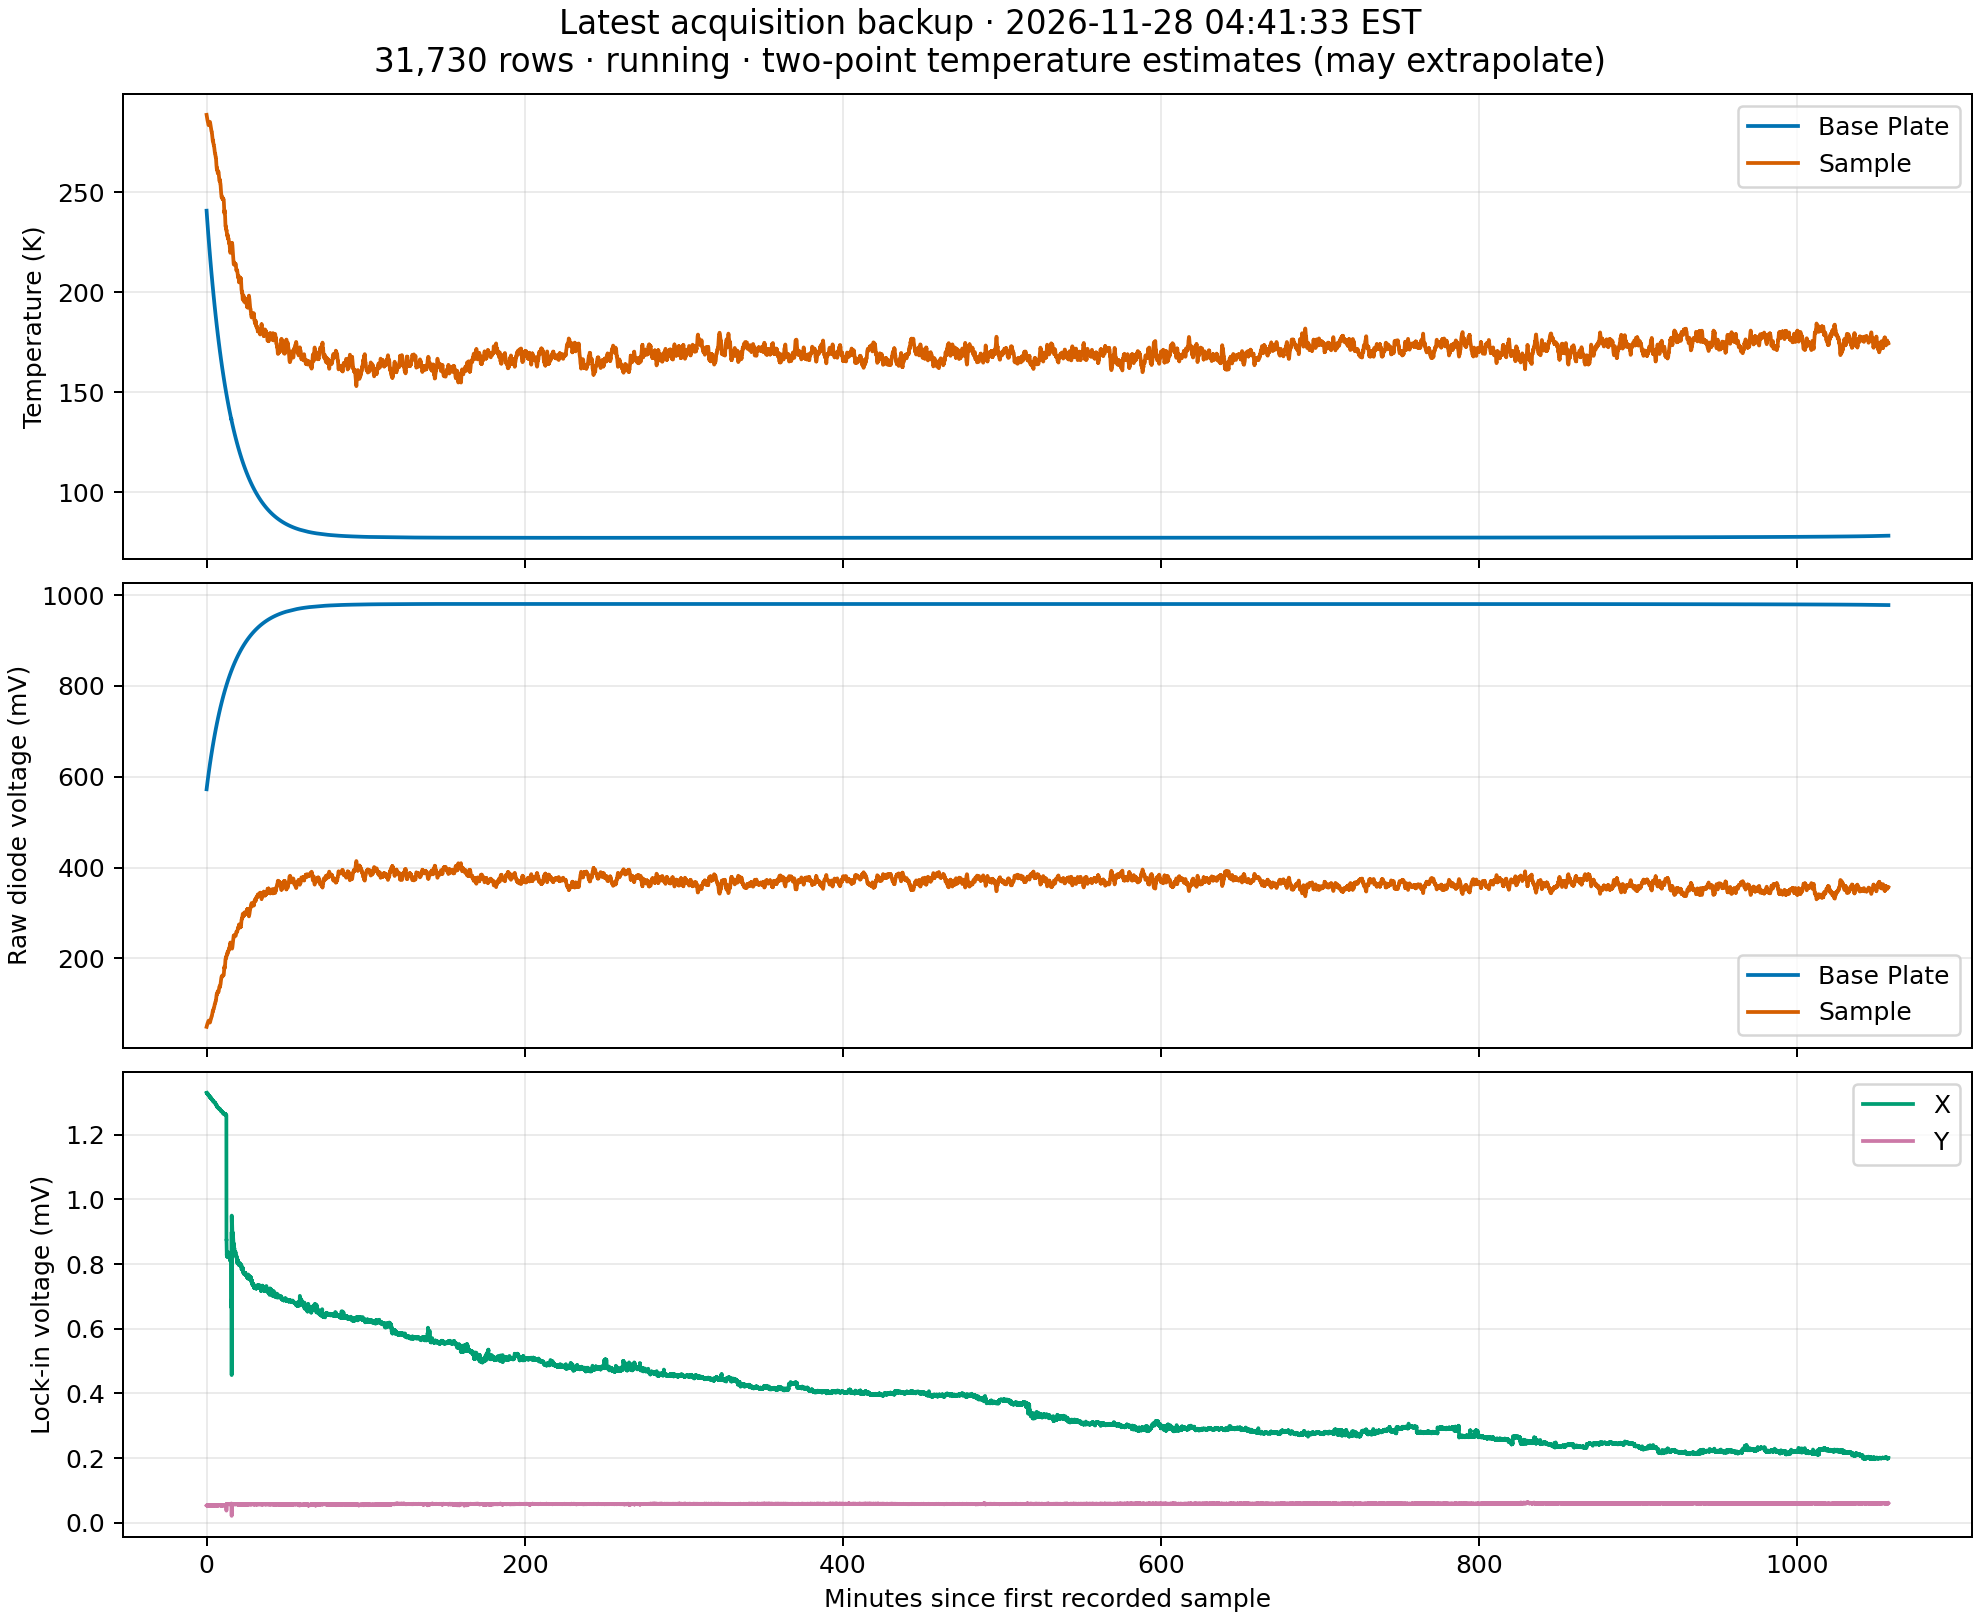 Latest acquisition backup · 2026-11-28 04:41:33 EST
31,730 rows · running · two-point temperature estimates (may extrapolate)
Temperature (K)
250
200
150
100
Base Plate
Sample
Raw diode voltage (mV)
1000
800
600
400
200
Base Plate
Sample
Lock-in voltage (mV)
1.2
1.0
0.8
0.6
0.4
0.2
0.0
X
Y
0
200
400
600
800
1000
Minutes since first recorded sample